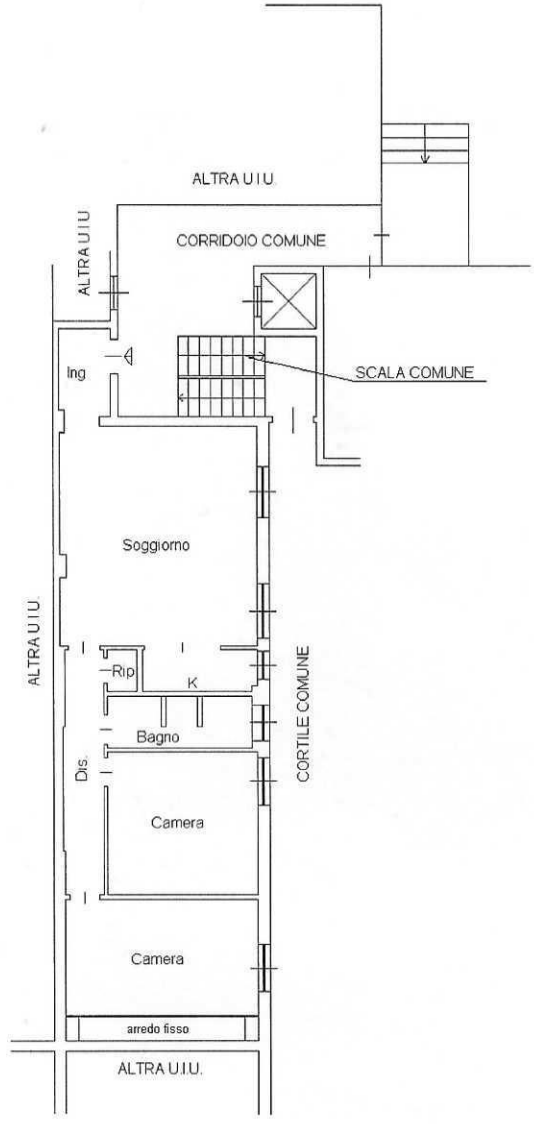 ALTRA U I U.
ALTRA U I U
CORRIDOIO COMUNE
Ing
SCALA COMUNE
Soggiorno
ALTRA U I U.
Rip
K
CORTILE COMUNE
Bagno
Dis.
Camera
Camera
arredo fisso
ALTRA U.I.U.